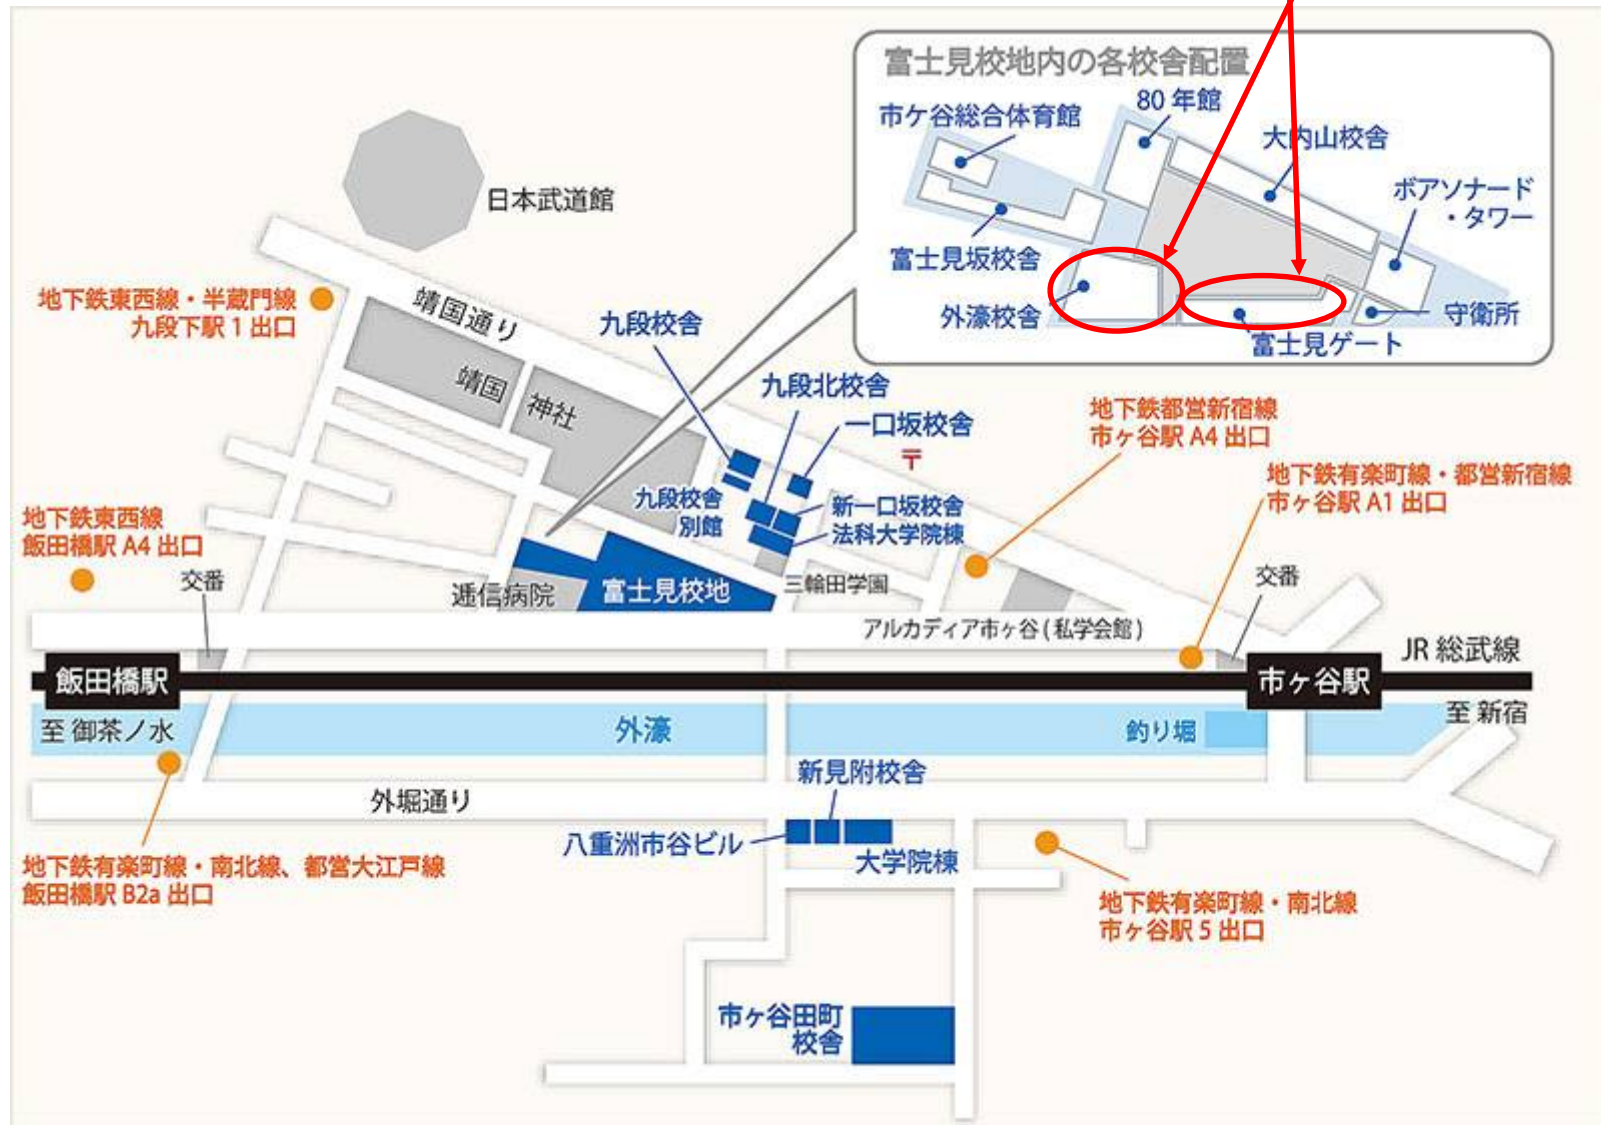 富士見校地内の各校舎配置
80 年館
市ケ谷総合体育館
大内山校舎
ボアソナード
・タワー
富士見坂校舎
外濠校舎
守衛所
富士見ゲート
日本武道館
地下鉄東西線・半蔵門線
九段下駅 1 出口
靖国通り
九段校舎
靖国
神社
九段北校舎
一口坂校舎
〒
地下鉄都営新宿線
市ヶ谷駅 A4 出口
地下鉄有楽町線・都営新宿線
市ヶ谷駅 A1 出口
九段校舎
別館
新一口坂校舎
法科大学院棟
地下鉄東西線
飯田橋駅 A4 出口
交番
逓信病院
富士見校地
三輪田学園
交番
アルカディア市ヶ谷 ( 私学会館 )
JR 総武線
飯田橋駅
市ヶ谷駅
至 御茶ノ水
外濠
釣り堀
至 新宿
新見附校舎
外堀通り
八重洲市谷ビル
大学院棟
地下鉄有楽町線・南北線、都営大江戸線
飯田橋駅 B2a 出口
地下鉄有楽町線・南北線
市ヶ谷駅 5 出口
市ヶ谷田町
校舎